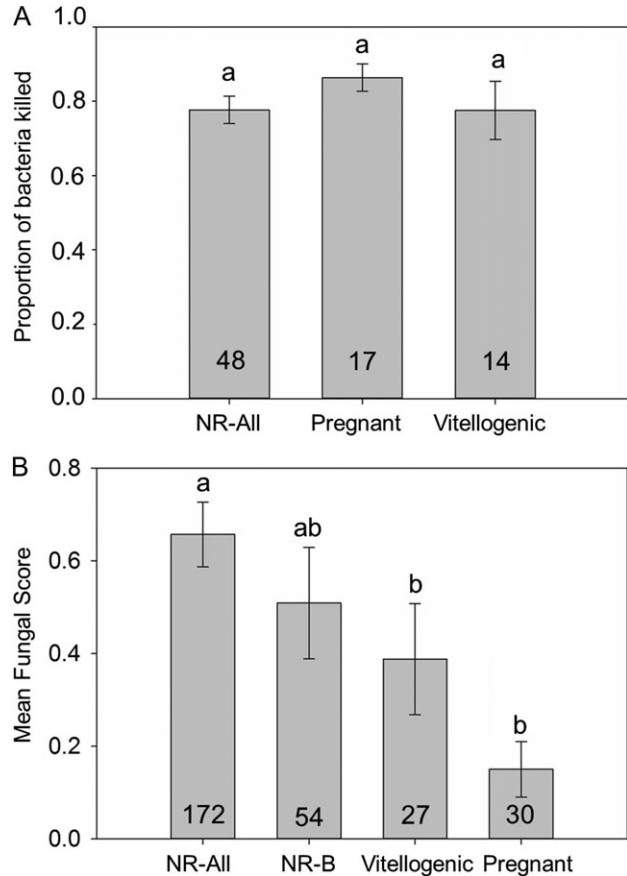 A
Proportion of bacteria killed
1.0
0.8
0.6
0.4
0.2
0.0
a
a
a
48
17
14
NR-All
Pregnant
Vitellogenic
B
Mean Fungal Score
0.8
0.6
0.4
0.2
0.0
a
ab
b
b
172
54
27
30
NR-All
NR-B
Vitellogenic
Pregnant